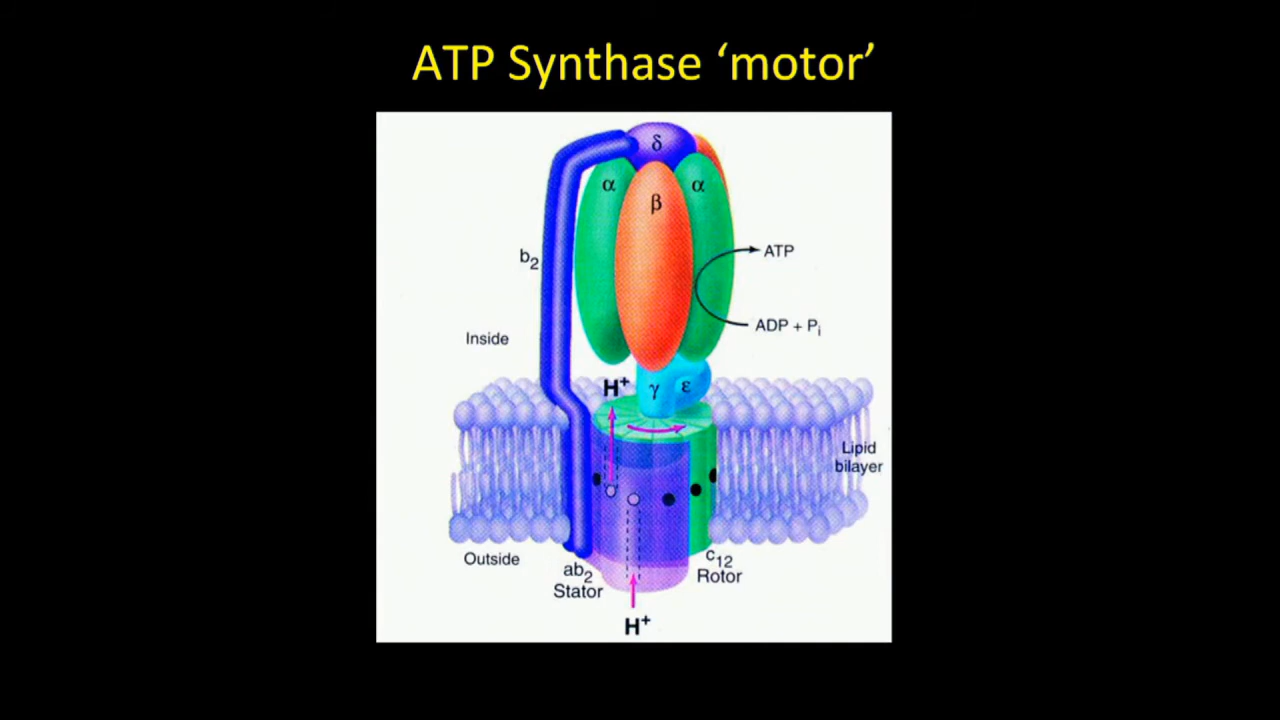 ATP Synthase ‘motor’
δ
α
α
β
b₂
ATP
ADP + Pᵢ
Inside
H⁺
γ
ε
Lipid
bilayer
Outside
ab₂
Stator
c₁₂
Rotor
H⁺